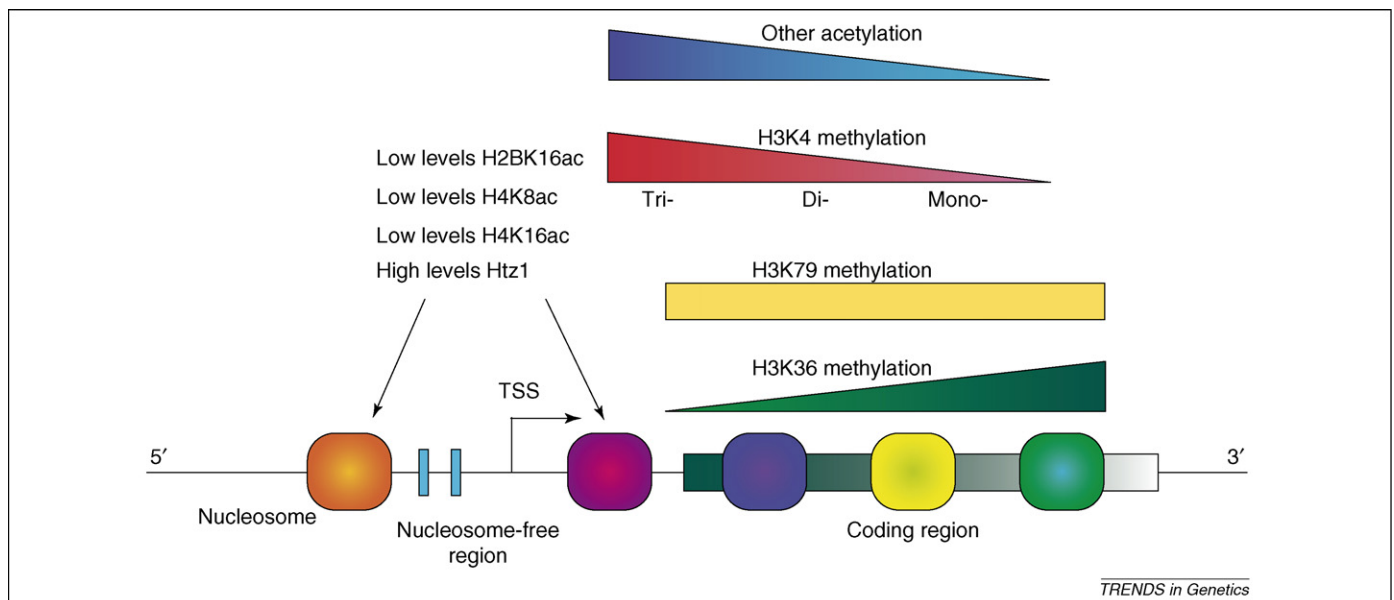 Other acetylation
H3K4 methylation
Low levels H2BK16ac
Low levels H4K8ac
Tri-
Di-
Mono-
Low levels H4K16ac
High levels Htz1
H3K79 methylation
H3K36 methylation
TSS
5′
3′
Nucleosome
Nucleosome-free
region
Coding region
TRENDS in Genetics